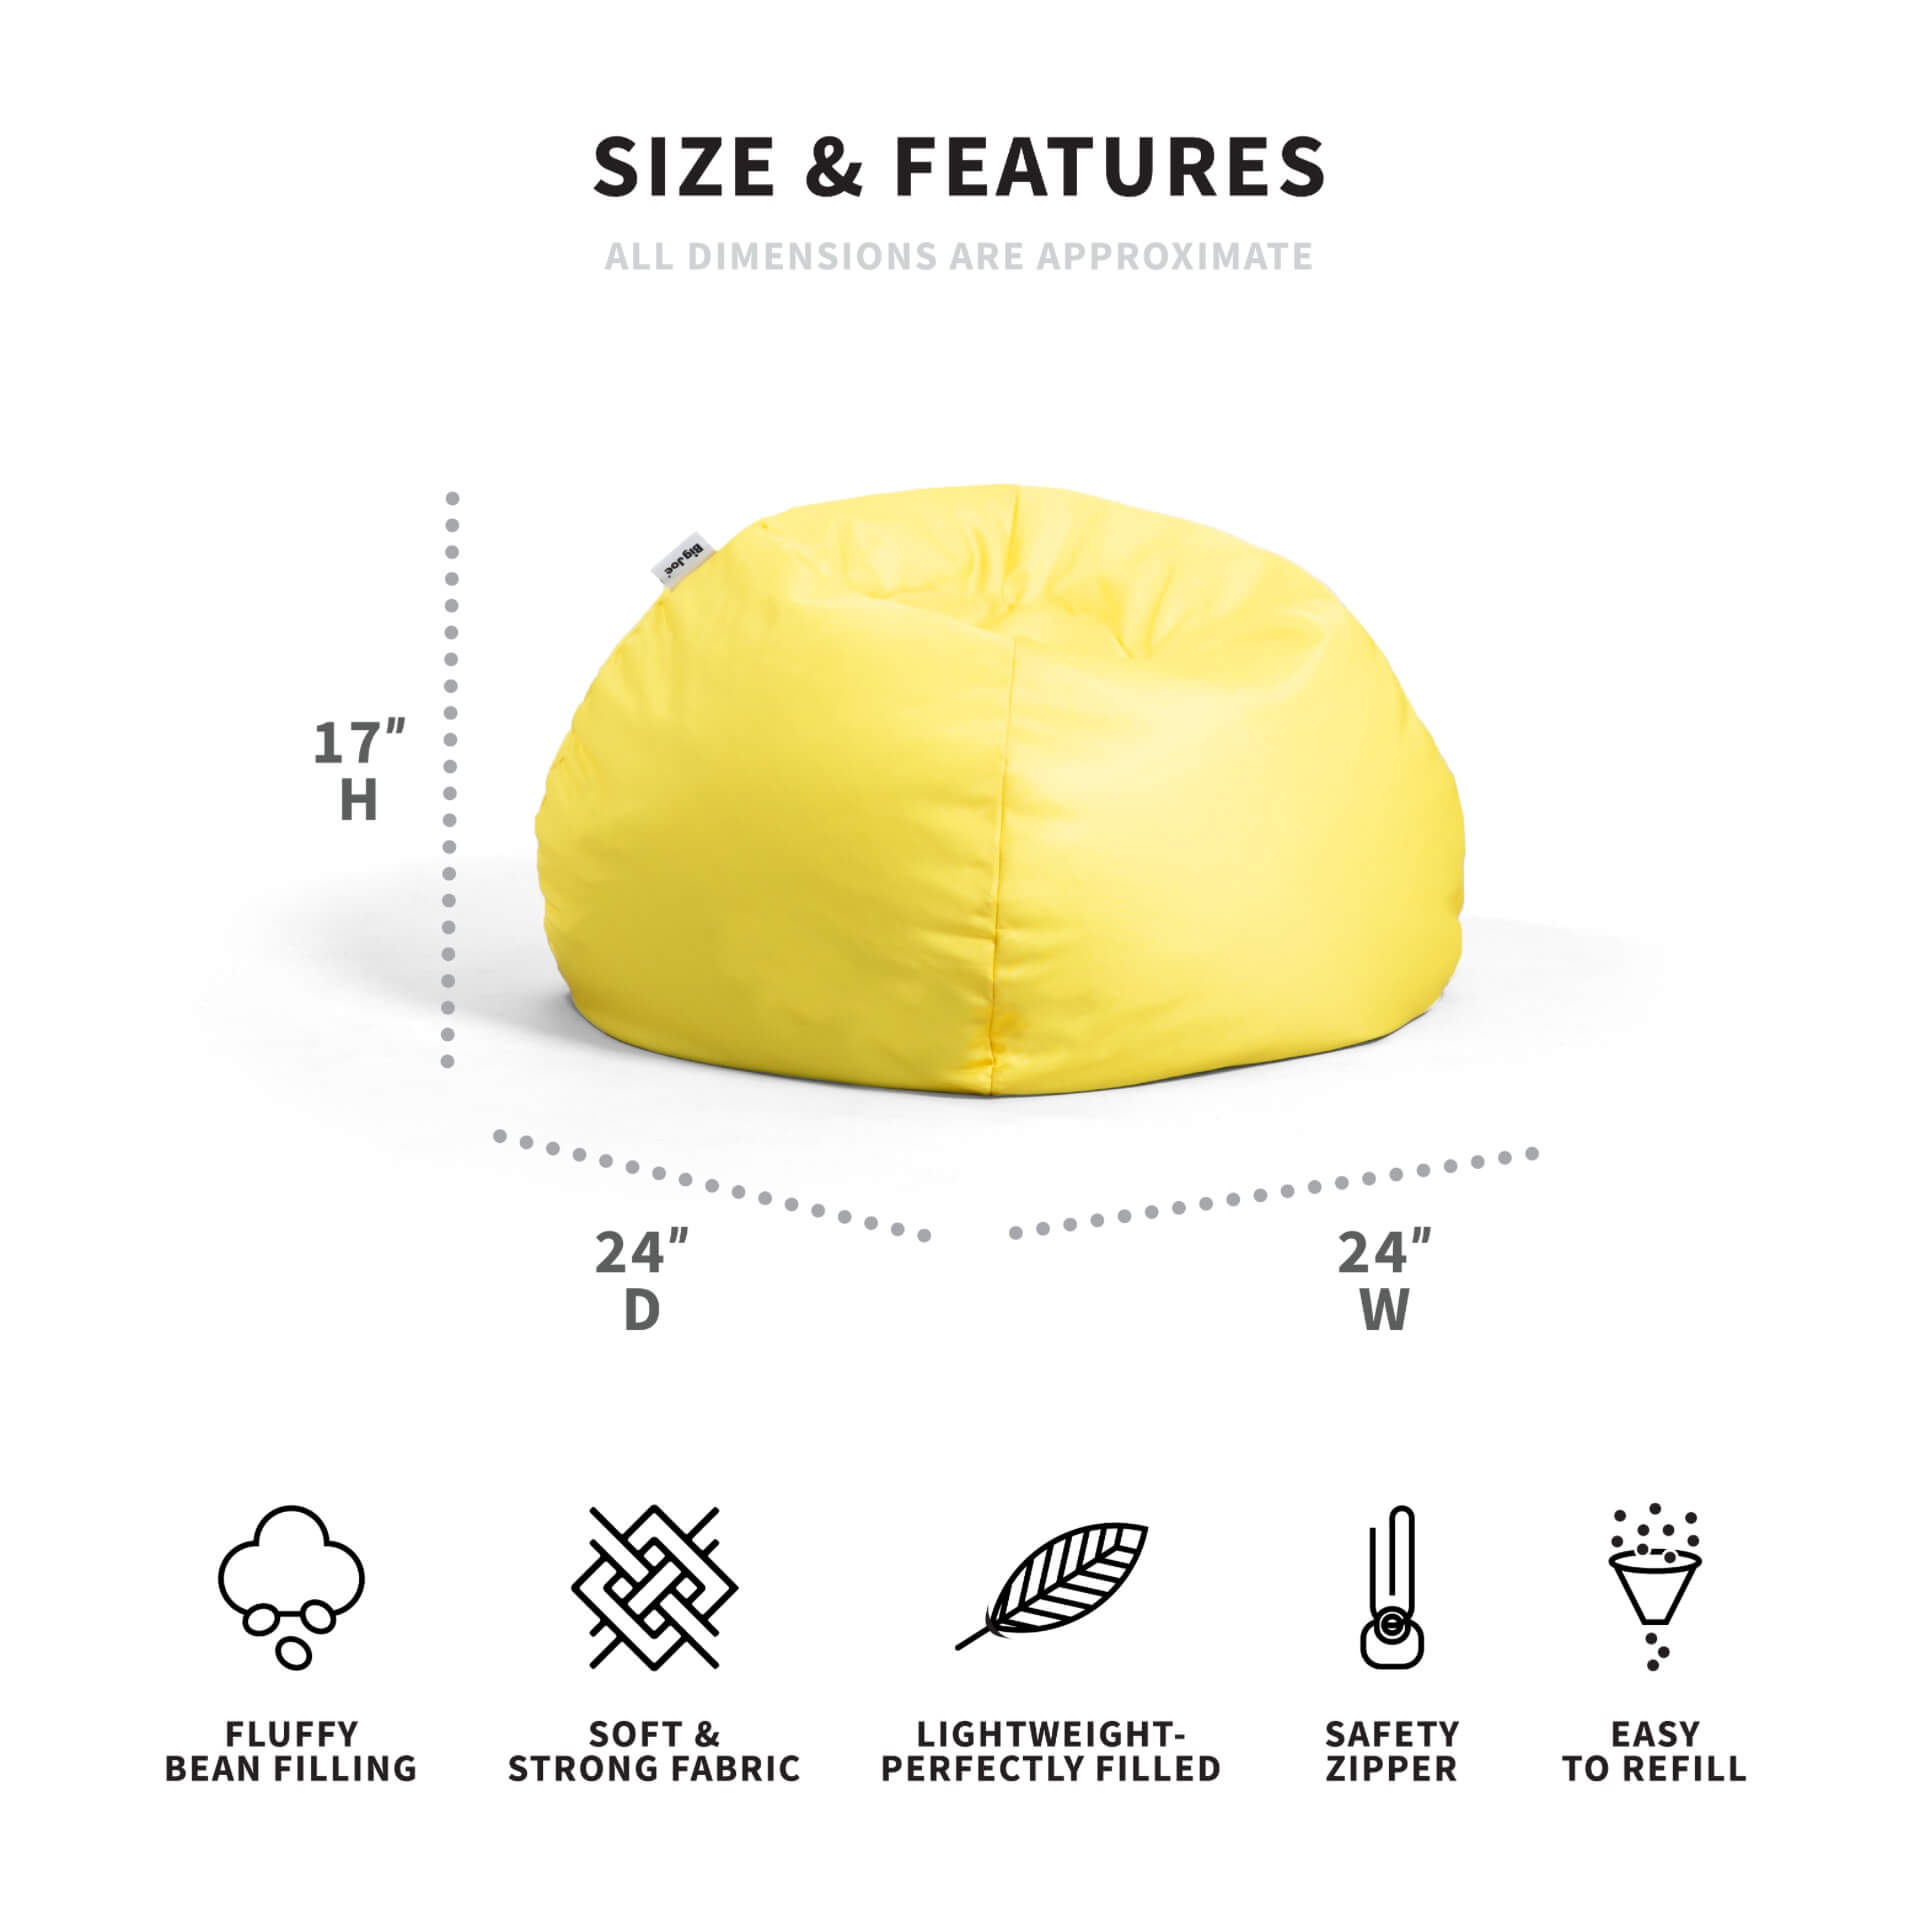 SIZE & FEATURES
ALL DIMENSIONS ARE APPROXIMATE
Big Joe
17"
H
24"
D
24"
W
FLUFFY
BEAN FILLING
SOFT &
STRONG FABRIC
LIGHTWEIGHT-
PERFECTLY FILLED
SAFETY
ZIPPER
EASY
TO REFILL